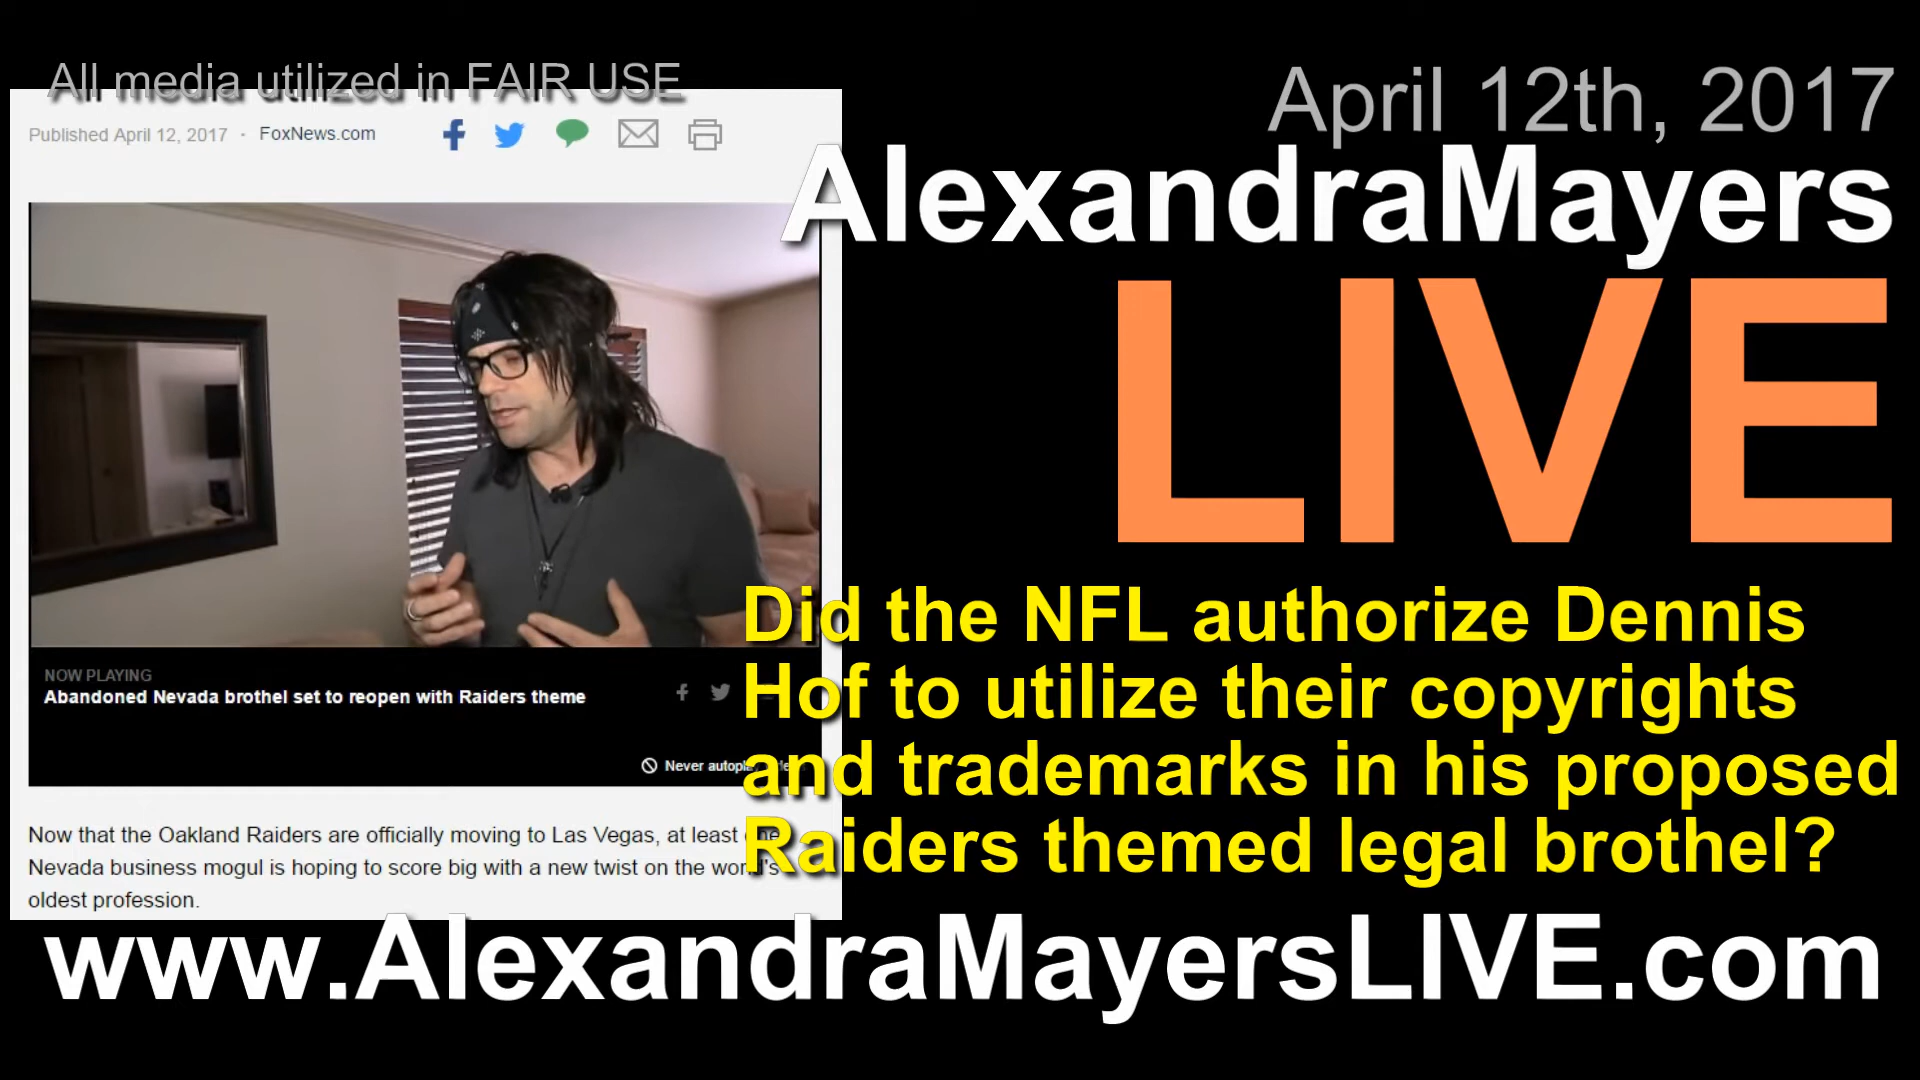 All media utilized in FAIR USE
April 12th, 2017
Published April 12, 2017 · FoxNews.com
AlexandraMayers
LIVE
NOW PLAYING
Abandoned Nevada brothel set to reopen with Raiders theme
Never
Did the NFL authorize Dennis
Hof to utilize their copyrights
and trademarks in his proposed
Raiders themed legal brothel?
Now that the Oakland Raiders are officially moving to Las Vegas, at least one
Nevada business mogul is hoping to score big with a new twist on the world's
oldest profession.
www.AlexandraMayersLIVE.com